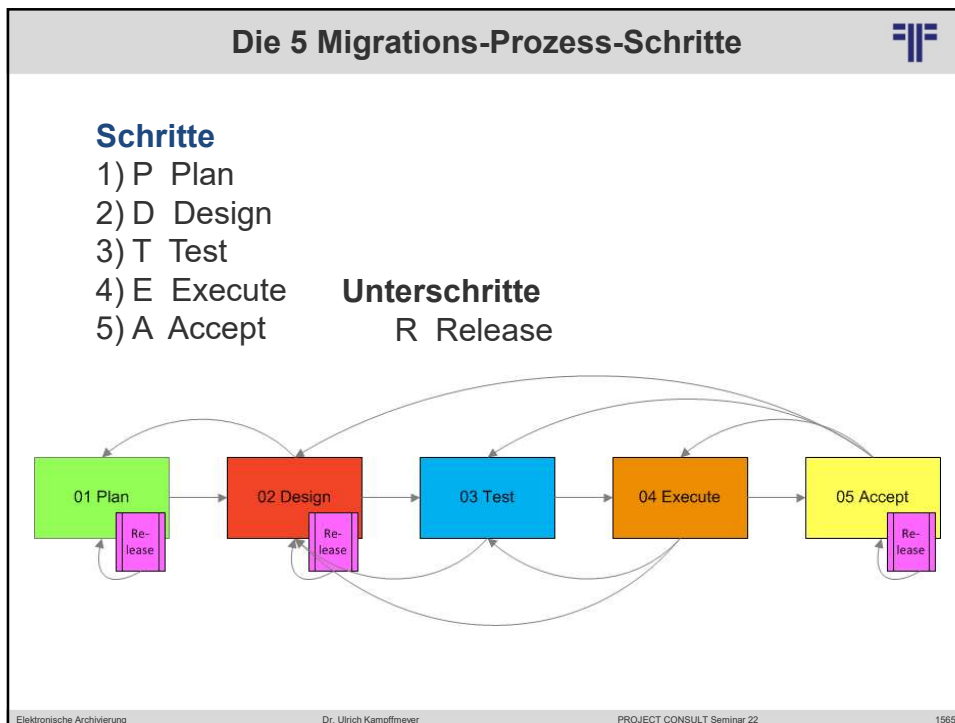 Die 5 Migrations-Prozess-Schritte
Schritte
1) P Plan
2) D Design
3) T Test
4) E Execute
5) A Accept
Unterschritte
R Release
01 Plan
02 Design
03 Test
04 Execute
05 Accept
Re-
lease
Re-
lease
Re-
lease
Elektronische Archivierung
Dr. Ulrich Kampffmeyer
PROJECT CONSULT Seminar 22
1565